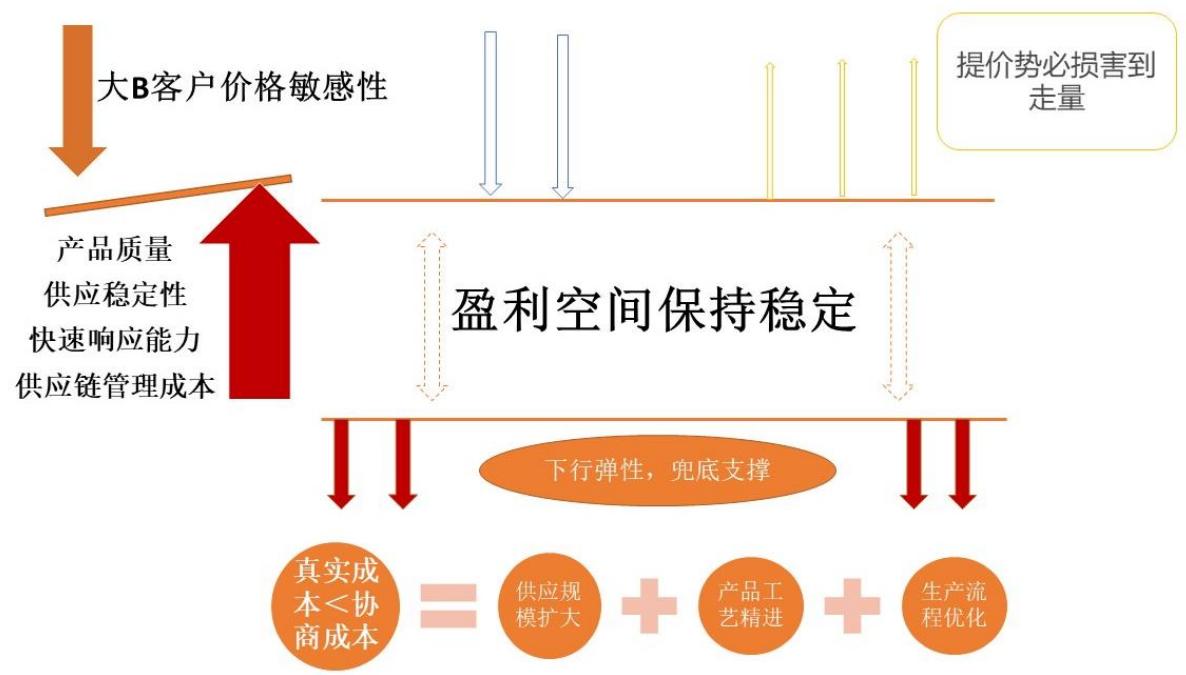 大B客户价格敏感性
提价势必损害到
走量
产品质量
供应稳定性
快速响应能力
供应链管理成本
盈利空间保持稳定
下行弹性，兜底支撑
真实成
本＜协
商成本
供应规
模扩大
产品工
艺精进
生产流
程优化